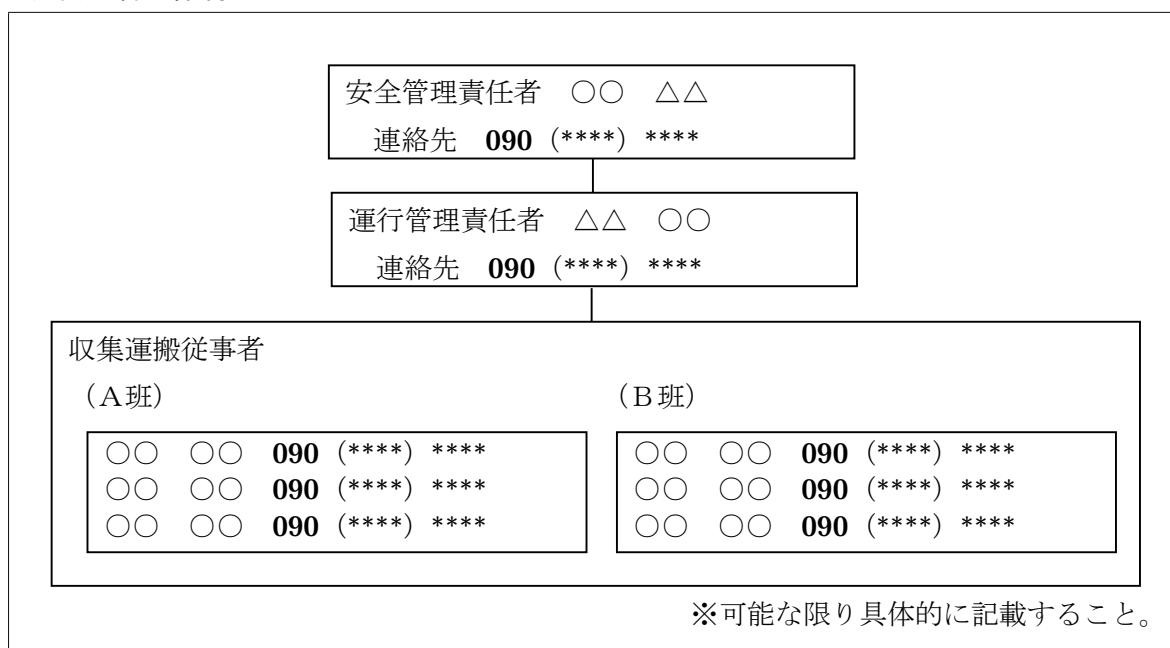 安全管理責任者　○○　△△
連絡先　090（****）****
運行管理責任者　△△　○○
連絡先　090（****）****
収集運搬従事者
（Ａ班）
○○　○○　090（****）****
○○　○○　090（****）****
○○　○○　090（****）****
（Ｂ班）
○○　○○　090（****）****
○○　○○　090（****）****
○○　○○　090（****）****
※可能な限り具体的に記載すること。